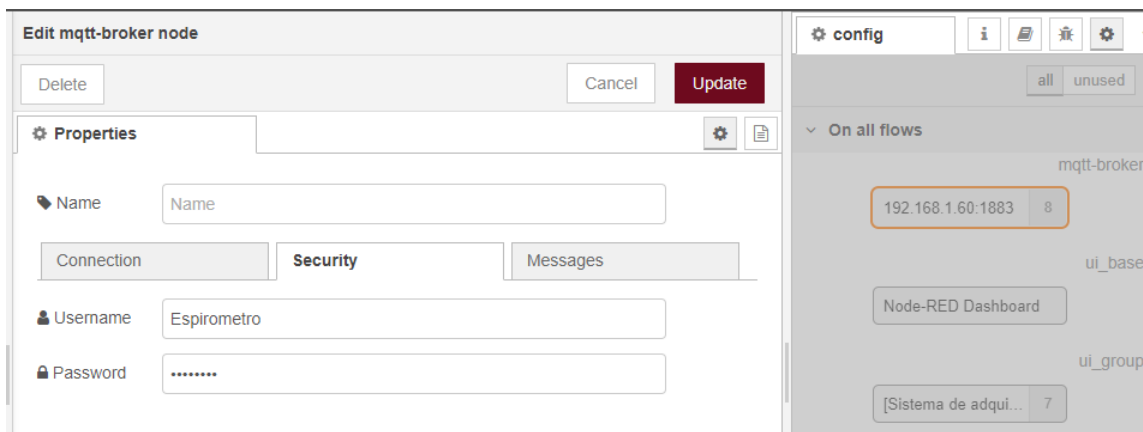 Edit mqtt-broker node
Delete
Cancel
Update
Properties
Name
Name
Connection
Security
Messages
Username
Espirometro
Password
••••••••
config
all
unused
On all flows
mqtt-broker
192.168.1.60:1883
8
ui_base
Node-RED Dashboard
ui_group
[Sistema de adqui...
7